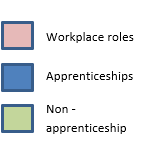 Workplace roles
Apprenticeships
Non -
apprenticeship